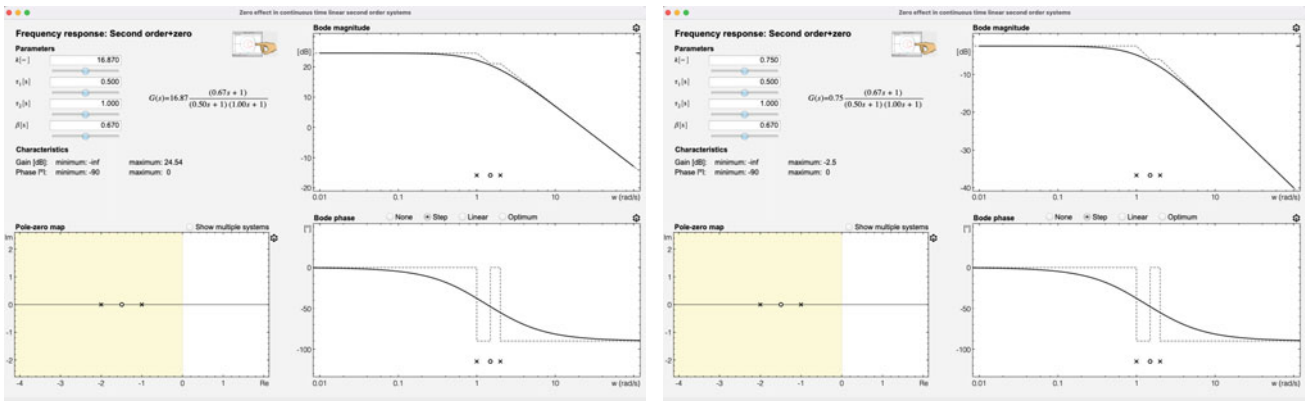 Zero effect in continuous time linear second order systems
Frequency response: Second order+zero
Parameters
k[−] 16.870
τ₁[s] 0.500
τ₂[s] 1.000
β[s] 0.670
G(s)=16.87 (0.67s + 1) / (0.50s + 1) (1.00s + 1)
Characteristics
Gain [dB]: minimum: -inf maximum: 24.54
Phase [º]: minimum: -90 maximum: 0
Bode magnitude
[dB]
20
10
0
-10
-20
0.01 0.1 1 10 w (rad/s)
Pole-zero map Show multiple systems
Im
2
1
0
-1
-2
-4 -3 -2 -1 0 1 Re
Bode phase None Step Linear Optimum
[º]
0
-50
-100
0.01 0.1 1 10 w (rad/s)
Zero effect in continuous time linear second order systems
Frequency response: Second order+zero
Parameters
k[−] 0.750
τ₁[s] 0.500
τ₂[s] 1.000
β[s] 0.670
G(s)=0.75 (0.67s + 1) / (0.50s + 1) (1.00s + 1)
Characteristics
Gain [dB]: minimum: -inf maximum: -2.5
Phase [º]: minimum: -90 maximum: 0
Bode magnitude
[dB]
-10
-20
-30
-40
0.01 0.1 1 10 w (rad/s)
Pole-zero map Show multiple systems
Im
2
1
0
-1
-2
-4 -3 -2 -1 0 1 Re
Bode phase None Step Linear Optimum
[º]
0
-50
-100
0.01 0.1 1 10 w (rad/s)